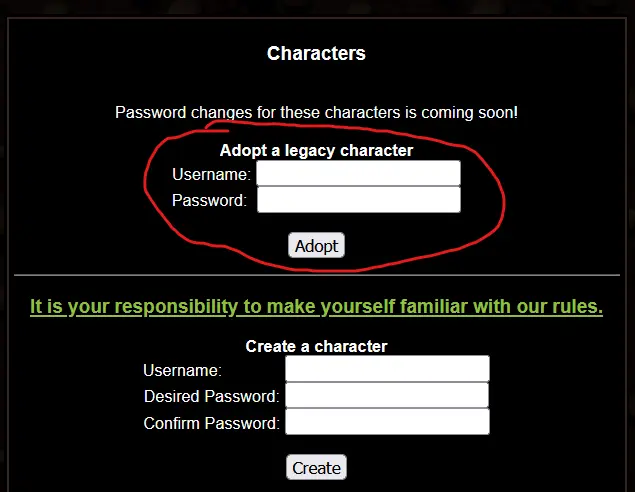 Characters
Password changes for these characters is coming soon!
Adopt a legacy character
Username:
Password:
Adopt
It is your responsibility to make yourself familiar with our rules.
Create a character
Username:
Desired Password:
Confirm Password:
Create